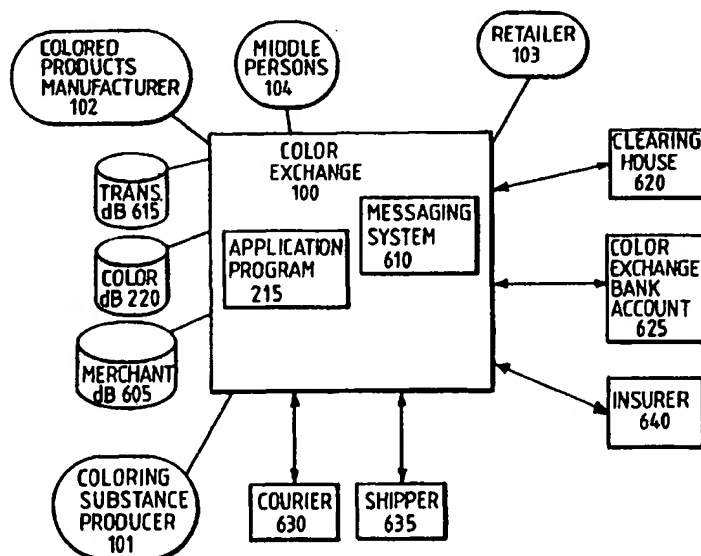 COLORED
PRODUCTS
MANUFACTURER
102
MIDDLE
PERSONS
104
RETAILER
103
TRANS.
dB 615
COLOR
dB 220
MERCHANT
dB 605
COLOR
EXCHANGE
100
APPLICATION
PROGRAM
215
MESSAGING
SYSTEM
610
CLEARING
HOUSE
620
COLOR
EXCHANGE
BANK
ACCOUNT
625
INSURER
640
COLORING
SUBSTANCE
PRODUCER
101
COURIER
630
SHIPPER
635